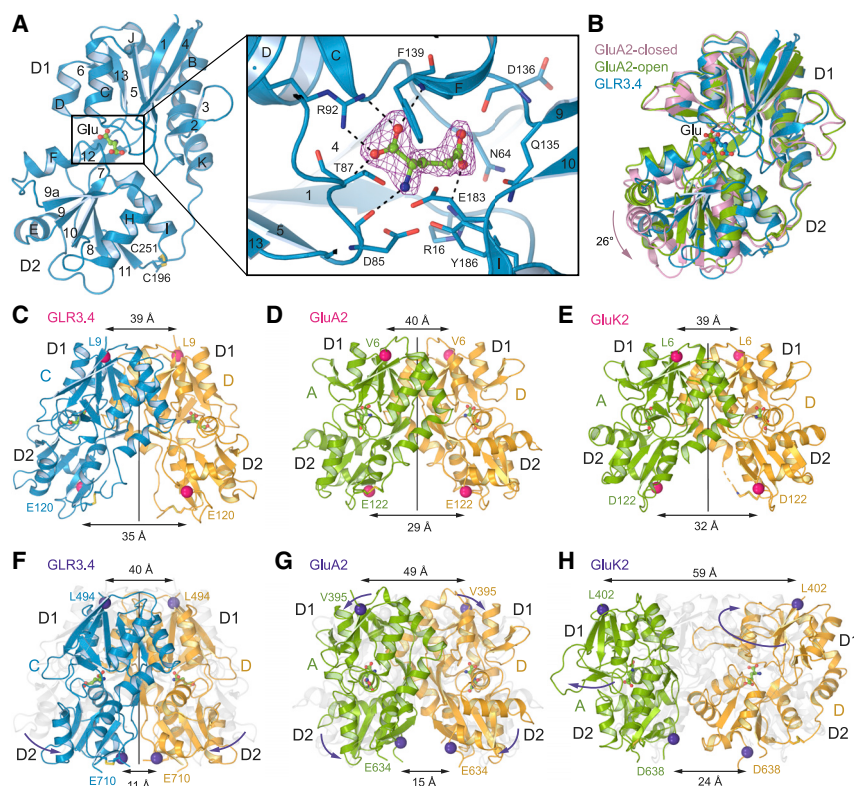 A
D1
J
1
4
B
6
13
D
C
5
3
2
Glu
K
F
12
7
9a
9
E
10
H
I
8
C251
11
C196
D2
D
C
F139
D136
F
R92
9
4
Q135
T87
N64
10
1
E183
5
13
D85
R16
Y186
I
B
GluA2-closed
GluA2-open
GLR3.4
D1
Glu
D2
26°
C
GLR3.4
39 Å
D1
L9
L9
D1
C
D
D2
D2
E120
E120
35 Å
D
GluA2
40 Å
D1
V6
V6
D1
A
D
D2
D2
E122
E122
29 Å
E
GluK2
39 Å
D1
L6
L6
D1
A
D
D2
D2
D122
D122
32 Å
F
GLR3.4
40 Å
L494
L494
D1
D1
C
D
D2
D2
E710
E710
11 Å
G
GluA2
49 Å
V395
V395
D1
D1
A
D
D2
D2
E634
E634
15 Å
H
GluK2
59 Å
L402
L402
D1
D1
A
D
D2
D2
D638
D638
24 Å